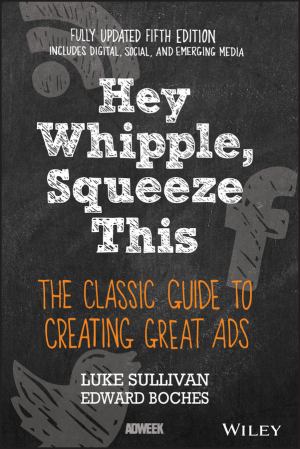 FULLY UPDATED FIFTH EDITION
INCLUDES DIGITAL, SOCIAL, AND EMERGING MEDIA
Hey
Whipple,
Squeeze
This
THE CLASSIC GUIDE TO
CREATING GREAT ADS
LUKE SULLIVAN
EDWARD BOCHES
ADWEEK
WILEY